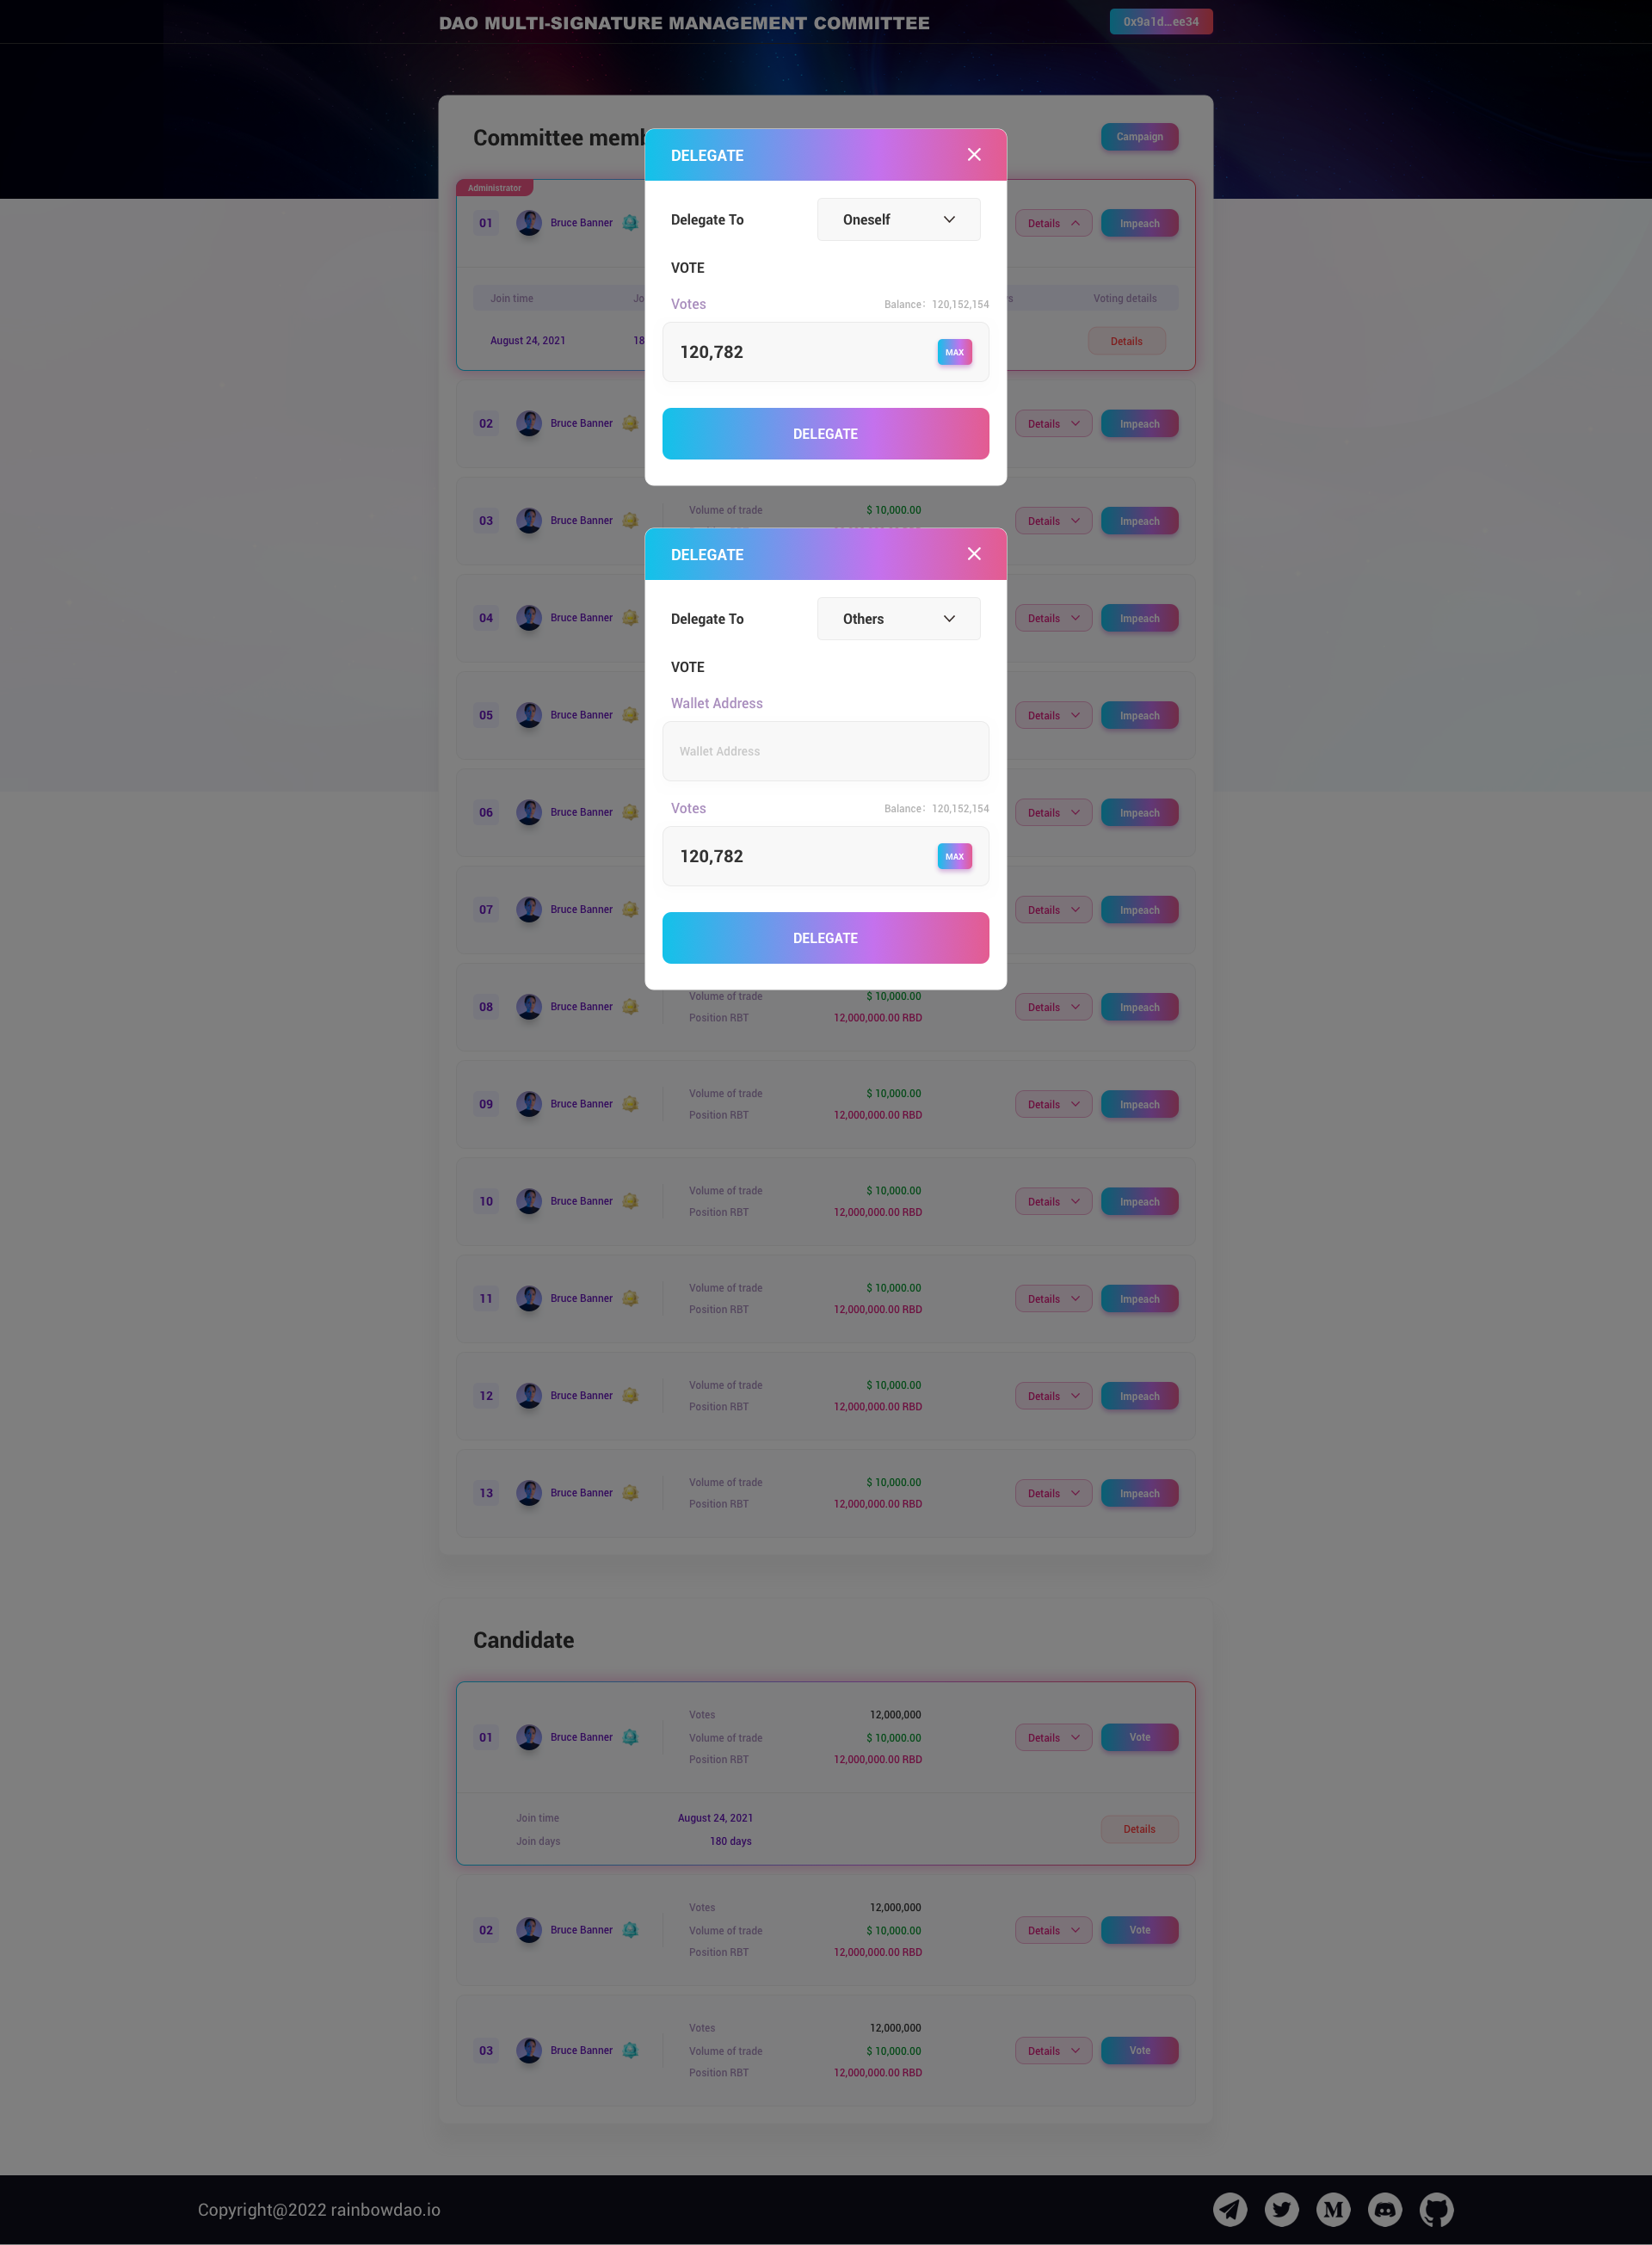 DAO MULTI-SIGNATURE MANAGEMENT COMMITTEE
0x9a1d...ee34
Committee memb
Campaign
DELEGATE
Delegate To
Oneself
VOTE
Votes
Balance: 120,152,154
120,782
MAX
DELEGATE
Administrator
01
Bruce Banner
Details
Impeach
Join time
Jo
Voting details
August 24, 2021
18
Details
02
Bruce Banner
Details
Impeach
03
Bruce Banner
Volume of trade
$ 10,000.00
Details
Impeach
DELEGATE
Delegate To
Others
VOTE
Wallet Address
Wallet Address
Votes
Balance: 120,152,154
120,782
MAX
DELEGATE
04
Bruce Banner
Details
Impeach
05
Bruce Banner
Details
Impeach
06
Bruce Banner
Details
Impeach
07
Bruce Banner
Details
Impeach
08
Bruce Banner
Volume of trade
$ 10,000.00
Position RBT
12,000,000.00 RBD
Details
Impeach
09
Bruce Banner
Volume of trade
$ 10,000.00
Position RBT
12,000,000.00 RBD
Details
Impeach
10
Bruce Banner
Volume of trade
$ 10,000.00
Position RBT
12,000,000.00 RBD
Details
Impeach
11
Bruce Banner
Volume of trade
$ 10,000.00
Position RBT
12,000,000.00 RBD
Details
Impeach
12
Bruce Banner
Volume of trade
$ 10,000.00
Position RBT
12,000,000.00 RBD
Details
Impeach
13
Bruce Banner
Volume of trade
$ 10,000.00
Position RBT
12,000,000.00 RBD
Details
Impeach
Candidate
01
Bruce Banner
Votes
12,000,000
Volume of trade
$ 10,000.00
Position RBT
12,000,000.00 RBD
Details
Vote
Join time
August 24, 2021
Join days
180 days
Details
02
Bruce Banner
Votes
12,000,000
Volume of trade
$ 10,000.00
Position RBT
12,000,000.00 RBD
Details
Vote
03
Bruce Banner
Votes
12,000,000
Volume of trade
$ 10,000.00
Position RBT
12,000,000.00 RBD
Details
Vote
Copyright@2022 rainbowdao.io